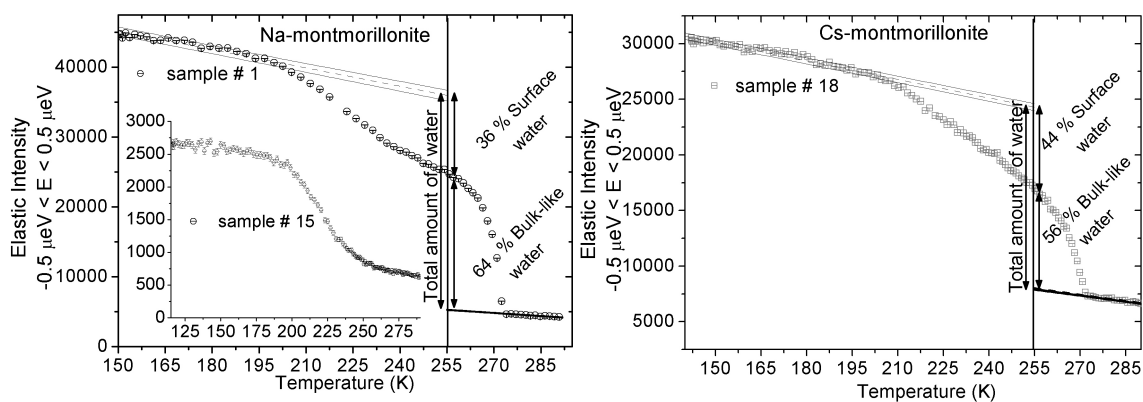 Na-montmorillonite
sample # 1
36 % Surface
water
64 % Bulk-like
water
Total amount of water
sample # 15
3000
2500
2000
1500
1000
500
0
125 150 175 200 225 250 275
40000
30000
20000
10000
0
Elastic Intensity
-0.5 µeV < E < 0.5 µeV
150 165 180 195 210 225 240 255 270 285
Temperature (K)
Cs-montmorillonite
sample # 18
44 % Surface
water
56 % Bulk-like
water
Total amount of water
30000
25000
20000
15000
10000
5000
Elastic Intensity
-0.5 µeV < E < 0.5 µeV
150 165 180 195 210 225 240 255 270 285
Temperature (K)